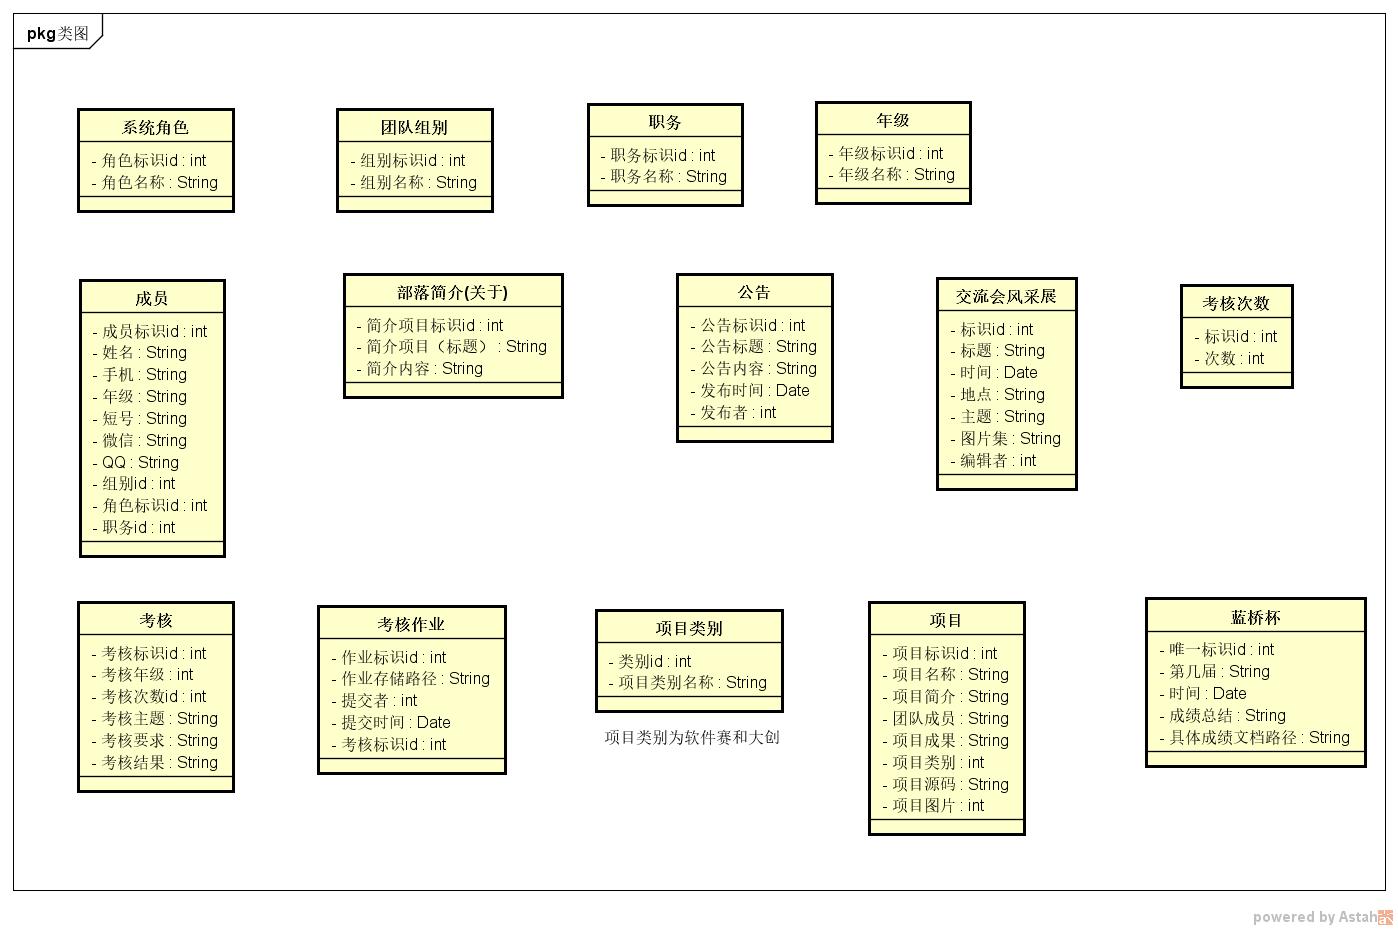 pkg类图
系统角色
- 角色标识id : int
- 角色名称 : String
团队组别
- 组别标识id : int
- 组别名称 : String
职务
- 职务标识id : int
- 职务名称 : String
年级
- 年级标识id : int
- 年级名称 : String
成员
- 成员标识id : int
- 姓名 : String
- 手机 : String
- 年级 : String
- 短号 : String
- 微信 : String
- QQ : String
- 组别id : int
- 角色标识id : int
- 职务id : int
部落简介(关于)
- 简介项目标识id : int
- 简介项目（标题） : String
- 简介内容 : String
公告
- 公告标识id : int
- 公告标题 : String
- 公告内容 : String
- 发布时间 : Date
- 发布者 : int
交流会风采展
- 标识id : int
- 标题 : String
- 时间 : Date
- 地点 : String
- 主题 : String
- 图片集 : String
- 编辑者 : int
考核次数
- 标识id : int
- 次数 : int
考核
- 考核标识id : int
- 考核年级 : int
- 考核次数id : int
- 考核主题 : String
- 考核要求 : String
- 考核结果 : String
考核作业
- 作业标识id : int
- 作业存储路径 : String
- 提交者 : int
- 提交时间 : Date
- 考核标识id : int
项目类别
- 类别id : int
- 项目类别名称 : String
项目类别为软件赛和大创
项目
- 项目标识id : int
- 项目名称 : String
- 项目简介 : String
- 团队成员 : String
- 项目成果 : String
- 项目类别 : int
- 项目源码 : String
- 项目图片 : int
蓝桥杯
- 唯一标识id : int
- 第几届 : String
- 时间 : Date
- 成绩总结 : String
- 具体成绩文档路径 : String
powered by Astah